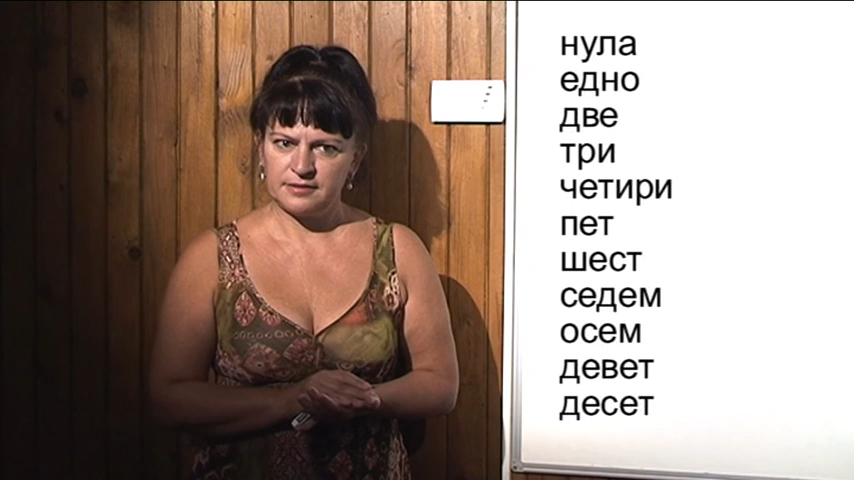 нула
едно
две
три
четири
пет
шест
седем
осем
девет
десет